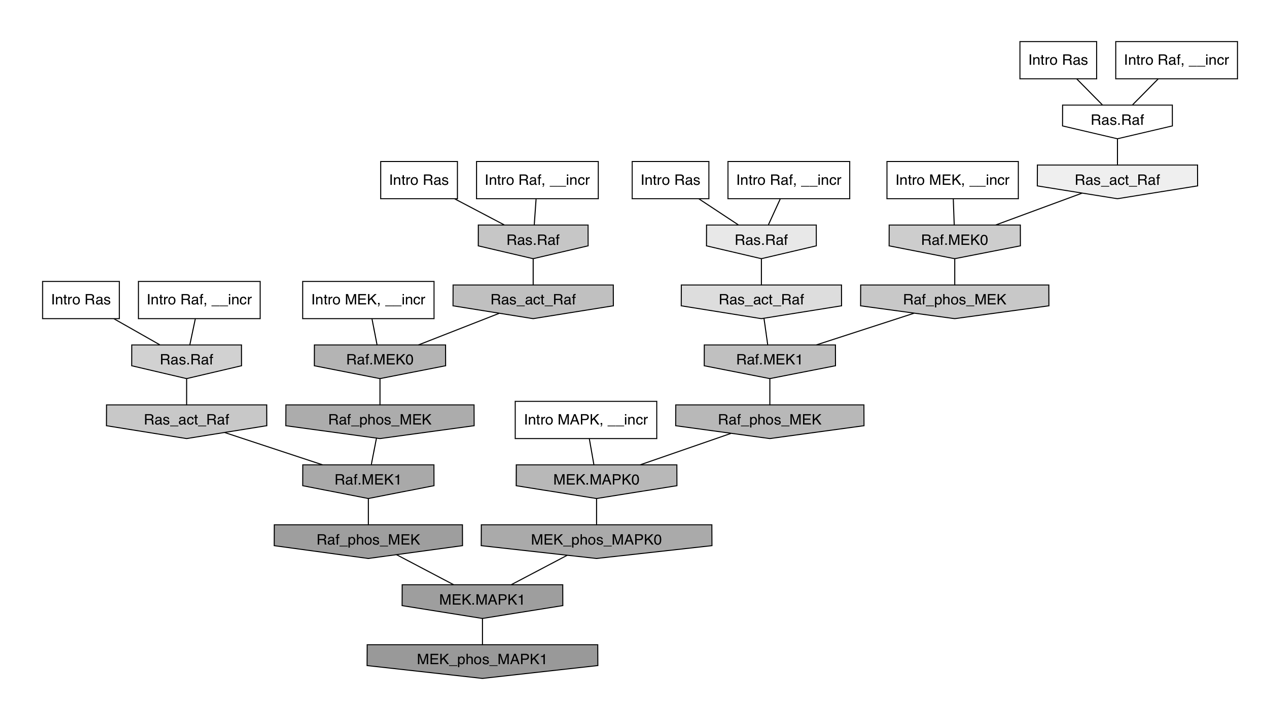 Intro Ras
Intro Raf, __incr
Ras.Raf
Intro Ras
Intro Raf, __incr
Intro Ras
Intro Raf, __incr
Intro MEK, __incr
Ras_act_Raf
Ras.Raf
Ras.Raf
Raf.MEK0
Intro Ras
Intro Raf, __incr
Intro MEK, __incr
Ras_act_Raf
Ras_act_Raf
Raf_phos_MEK
Ras.Raf
Raf.MEK0
Raf.MEK1
Ras_act_Raf
Raf_phos_MEK
Intro MAPK, __incr
Raf_phos_MEK
Raf.MEK1
MEK.MAPK0
Raf_phos_MEK
MEK_phos_MAPK0
MEK.MAPK1
MEK_phos_MAPK1